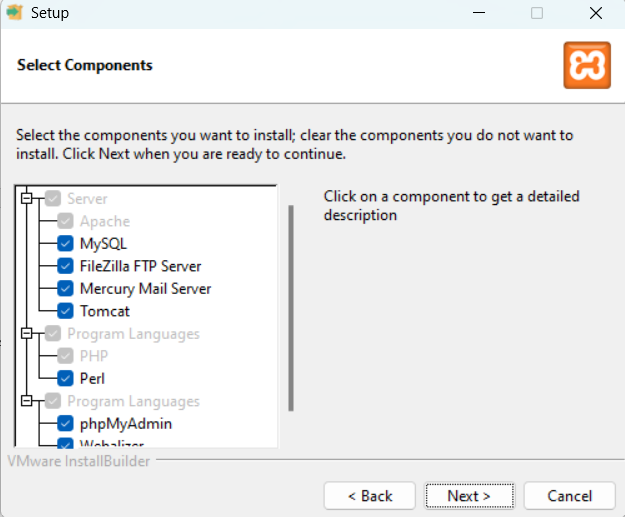 Setup
Select Components
Select the components you want to install; clear the components you do not want to
install. Click Next when you are ready to continue.
Server
Apache
MySQL
FileZilla FTP Server
Mercury Mail Server
Tomcat
Program Languages
PHP
Perl
Program Languages
phpMyAdmin
Webalizer
Click on a component to get a detailed
description
VMware InstallBuilder
< Back
Next >
Cancel